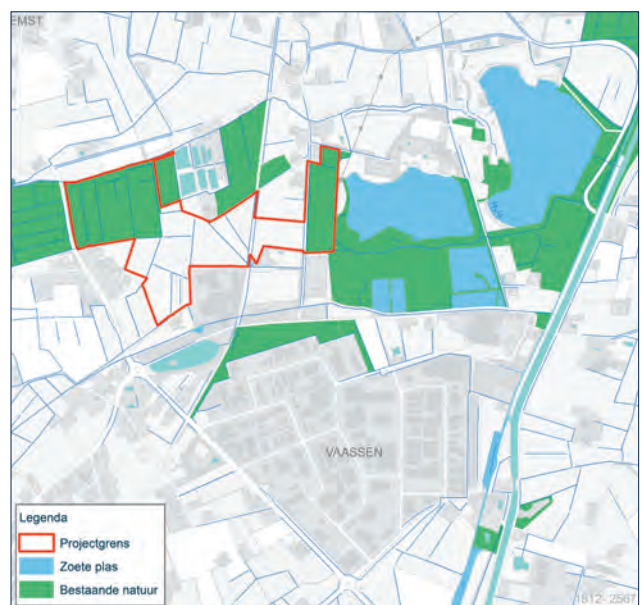 EMST
VAASSEN
Legenda
Projectgrens
Zoete plas
Bestaande natuur
1812-2567